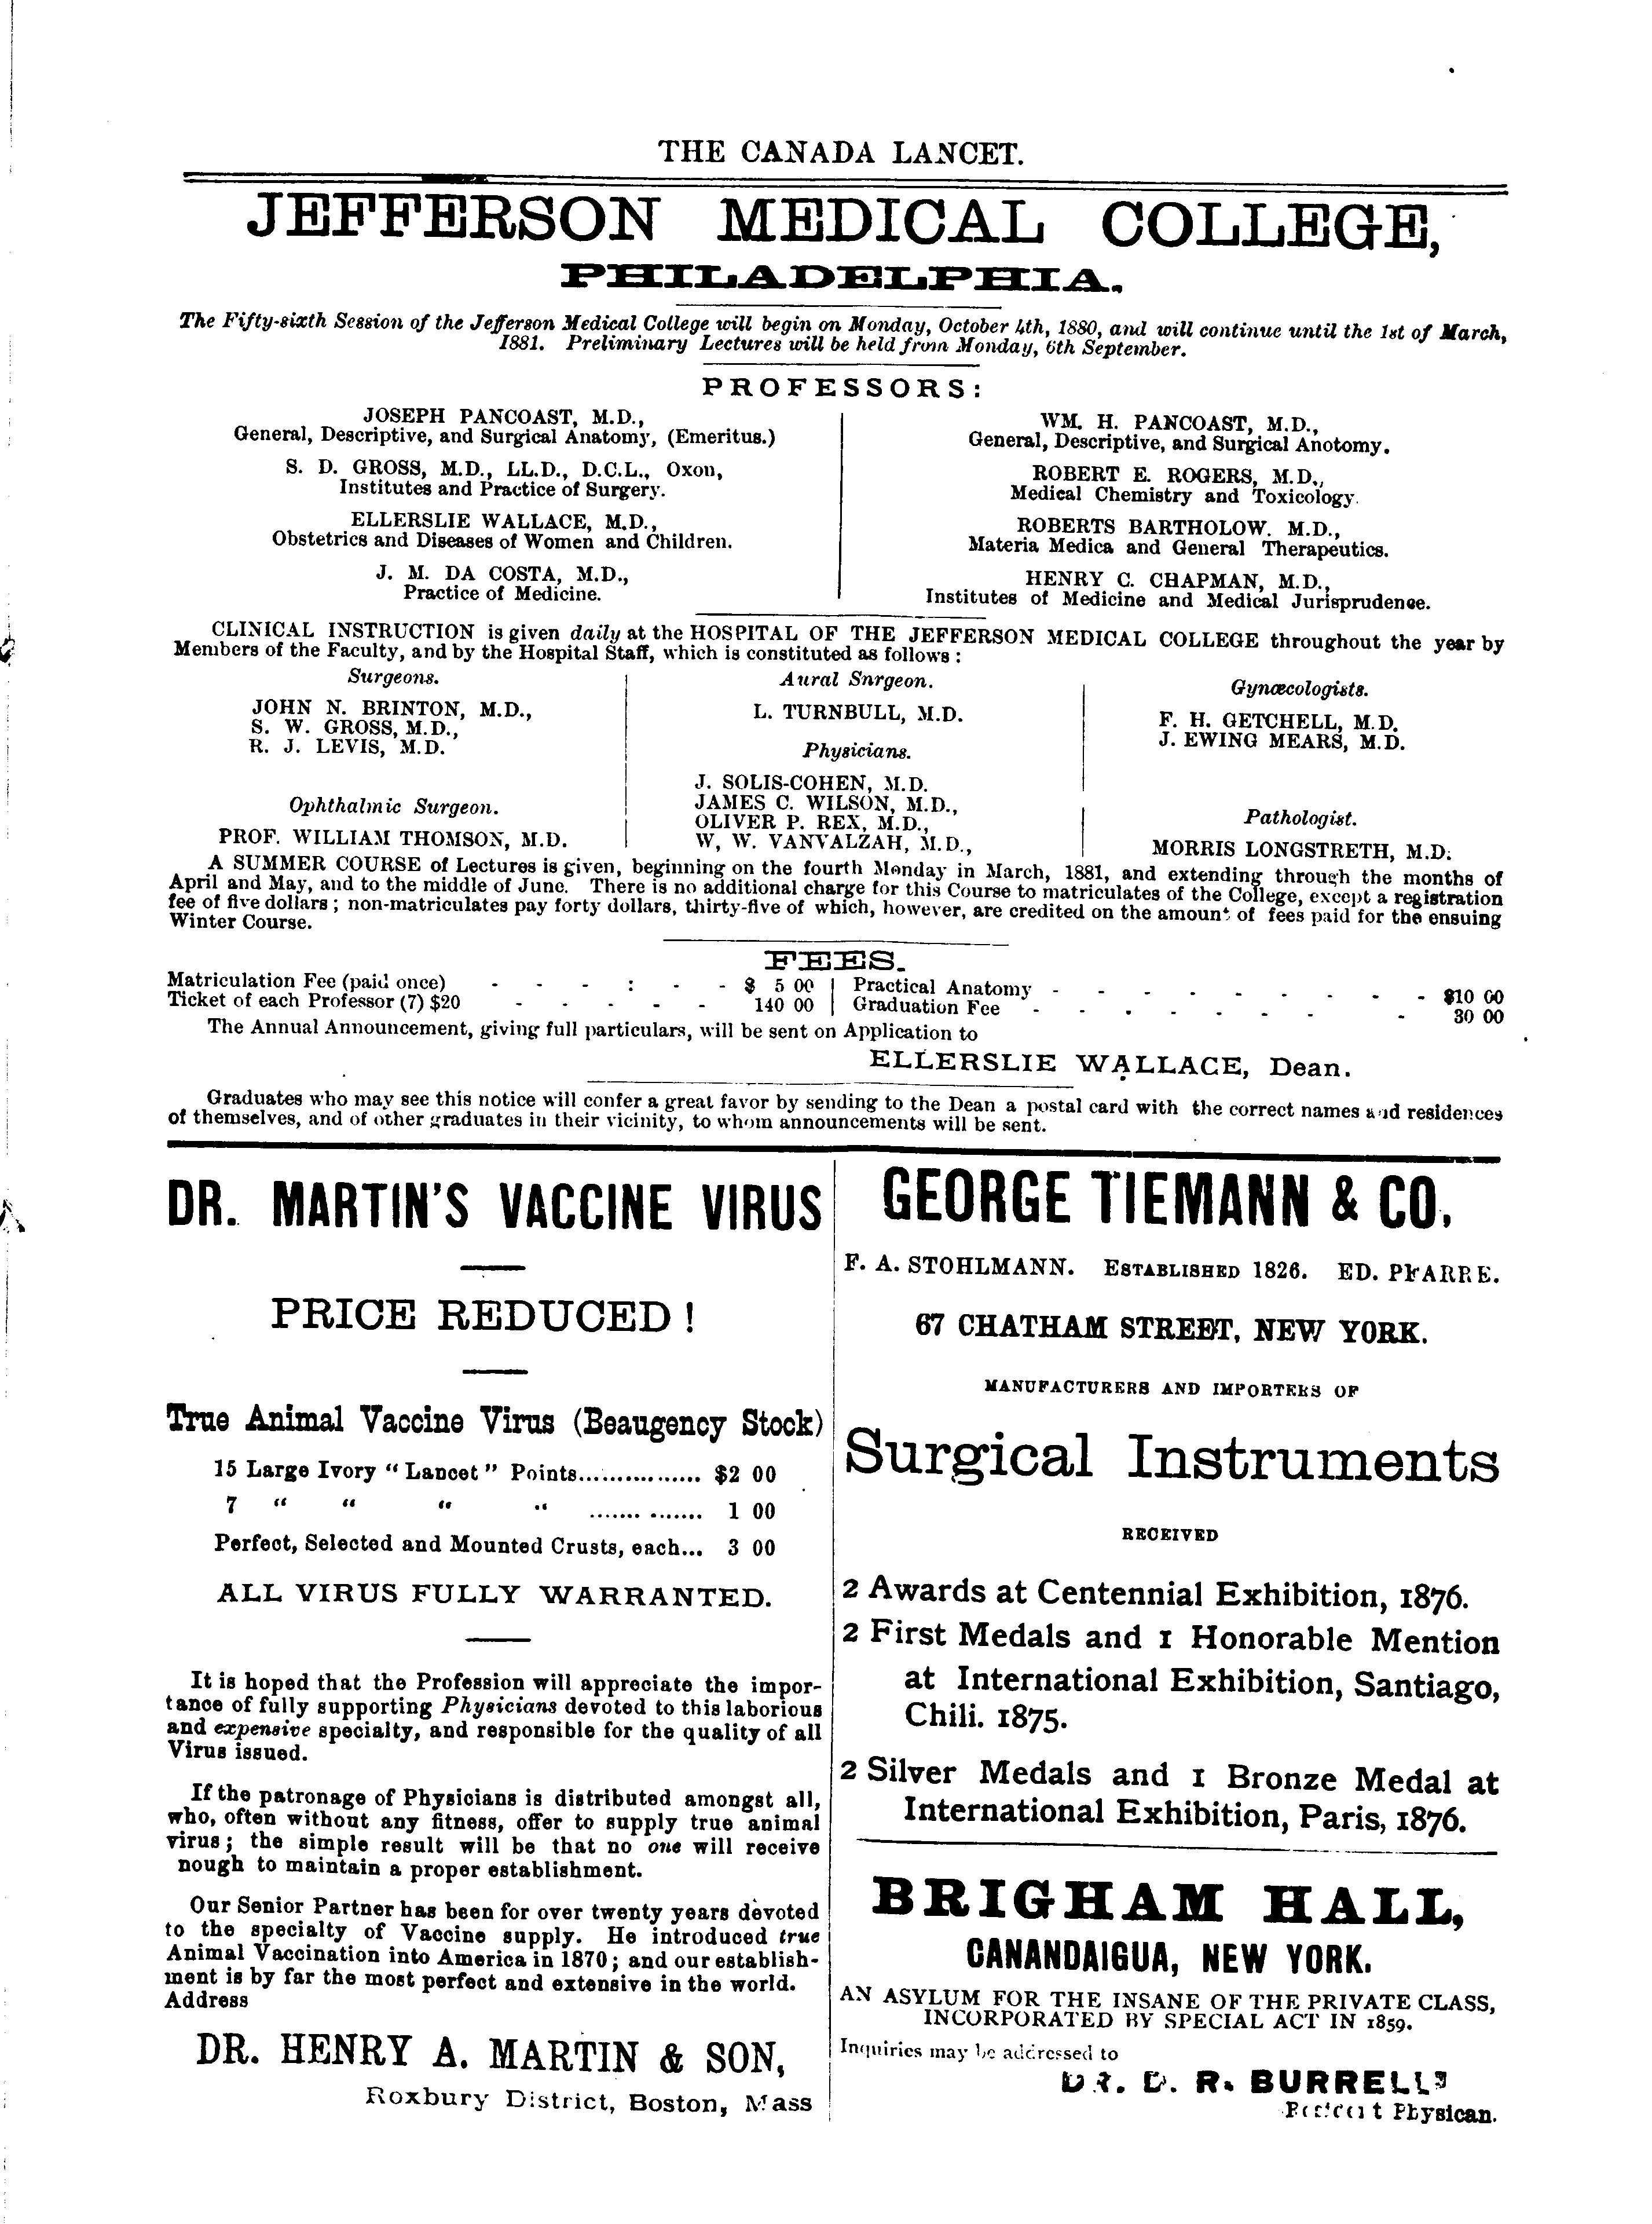 THE CANADA LANCET.
JEFFERSON MEDICAL COLLEGE,
PHILADELPHIA.
The Fifty-sixth Session of the Jefferson Medical College will begin on Monday, October 4th, 1880, and will continue until the 1st of March,
1881. Preliminary Lectures will be held from Monday, 6th September.
PROFESSORS:
JOSEPH PANCOAST, M.D.,
General, Descriptive, and Surgical Anatomy, (Emeritus.)
S. D. GROSS, M.D., LL.D., D.C.L., Oxon,
Institutes and Practice of Surgery.
ELLERSLIE WALLACE, M.D.,
Obstetrics and Diseases of Women and Children.
J. M. DA COSTA, M.D.,
Practice of Medicine.
WM. H. PANCOAST, M.D.,
General, Descriptive, and Surgical Anotomy.
ROBERT E. ROGERS, M.D.,
Medical Chemistry and Toxicology.
ROBERTS BARTHOLOW. M.D.,
Materia Medica and General Therapeutics.
HENRY C. CHAPMAN, M.D.,
Institutes of Medicine and Medical Jurisprudence.
CLINICAL INSTRUCTION is given daily at the HOSPITAL OF THE JEFFERSON MEDICAL COLLEGE throughout the year by
Members of the Faculty, and by the Hospital Staff, which is constituted as follows:
Surgeons.
JOHN N. BRINTON, M.D.,
S. W. GROSS, M.D.,
R. J. LEVIS, M.D.
Ophthalmic Surgeon.
PROF. WILLIAM THOMSON, M.D.
Aural Snrgeon.
L. TURNBULL, M.D.
Physicians.
J. SOLIS-COHEN, M.D.
JAMES C. WILSON, M.D.,
OLIVER P. REX, M.D.,
W, W. VANVALZAH, M.D.,
Gynœcologists.
F. H. GETCHELL, M.D.
J. EWING MEARS, M.D.
Pathologist.
MORRIS LONGSTRETH, M.D.
A SUMMER COURSE of Lectures is given, beginning on the fourth Monday in March, 1881, and extending through the months of
April and May, and to the middle of June. There is no additional charge for this Course to matriculates of the College, except a registration
fee of five dollars; non-matriculates pay forty dollars, thirty-five of which, however, are credited on the amount of fees paid for the ensuing
Winter Course.
FEES.
Matriculation Fee (paid once) - - - : - - $ 5 00
Ticket of each Professor (7) $20 - - - - - 140 00
Practical Anatomy - - - - - - - - - $10 00
Graduation Fee - - - - - - - - 30 00
The Annual Announcement, giving full particulars, will be sent on Application to
ELLERSLIE WALLACE, Dean.
Graduates who may see this notice will confer a great favor by sending to the Dean a postal card with the correct names and residences
of themselves, and of other graduates in their vicinity, to whom announcements will be sent.
DR. MARTIN'S VACCINE VIRUS
PRICE REDUCED!
True Animal Vaccine Virus (Beaugency Stock)
15 Large Ivory "Lancet" Points................ $2 00
7 " " " " .............. 1 00
Perfect, Selected and Mounted Crusts, each... 3 00
ALL VIRUS FULLY WARRANTED.
It is hoped that the Profession will appreciate the impor-
tance of fully supporting Physicians devoted to this laborious
and expensive specialty, and responsible for the quality of all
Virus issued.
If the patronage of Physicians is distributed amongst all,
who, often without any fitness, offer to supply true animal
virus; the simple result will be that no one will receive
nough to maintain a proper establishment.
Our Senior Partner has been for over twenty years devoted
to the specialty of Vaccine supply. He introduced true
Animal Vaccination into America in 1870; and our establish-
ment is by far the most perfect and extensive in the world.
Address
DR. HENRY A. MARTIN & SON,
Roxbury District, Boston, Mass
GEORGE TIEMANN & CO.
F. A. STOHLMANN. ESTABLISHED 1826. ED. PFARRE.
67 CHATHAM STREET, NEW YORK.
MANUFACTURERS AND IMPORTERS OF
Surgical Instruments
RECEIVED
2 Awards at Centennial Exhibition, 1876.
2 First Medals and 1 Honorable Mention
at International Exhibition, Santiago,
Chili. 1875.
2 Silver Medals and 1 Bronze Medal at
International Exhibition, Paris, 1876.
BRIGHAM HALL,
CANANDAIGUA, NEW YORK.
AN ASYLUM FOR THE INSANE OF THE PRIVATE CLASS,
INCORPORATED BY SPECIAL ACT IN 1859.
Inquiries may be addressed to
DR. D. R. BURRELL
Resident Physican.